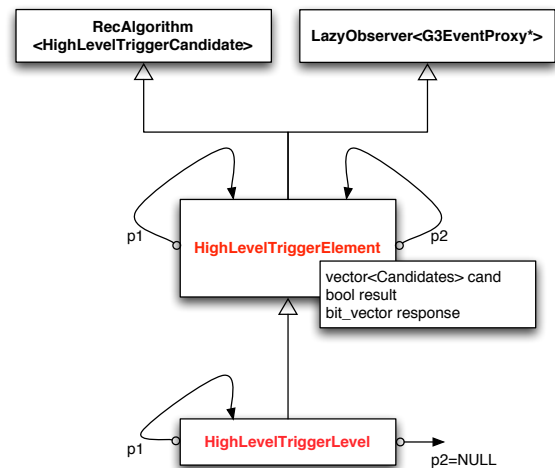 RecAlgorithm
<HighLevelTriggerCandidate>
LazyObserver<G3EventProxy*>
p1
HighLevelTriggerElement
p2
vector<Candidates> cand
bool result
bit_vector response
p1
HighLevelTriggerLevel
p2=NULL